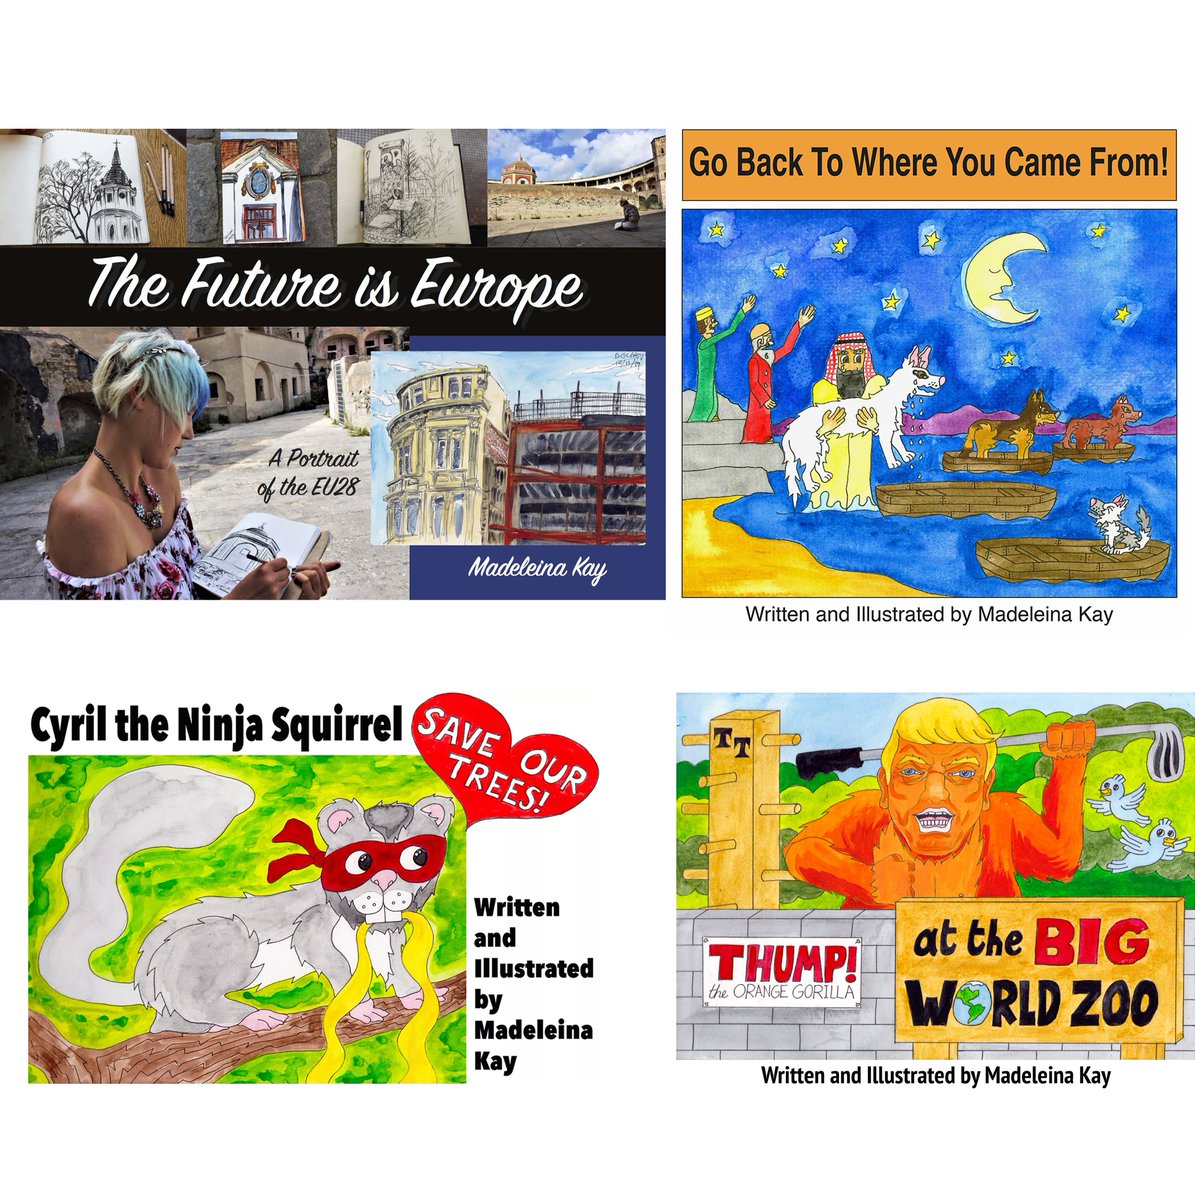 The Future is Europe
A Portrait
of the EU28
Madeleina Kay
Go Back To Where You Came From!
Written and Illustrated by Madeleina Kay
Cyril the Ninja Squirrel
SAVE OUR
TREES!
Written
and
Illustrated
by
Madeleina
Kay
TT
THUMP!
the ORANGE GORILLA
at the BIG
WORLD ZOO
Written and Illustrated by Madeleina Kay